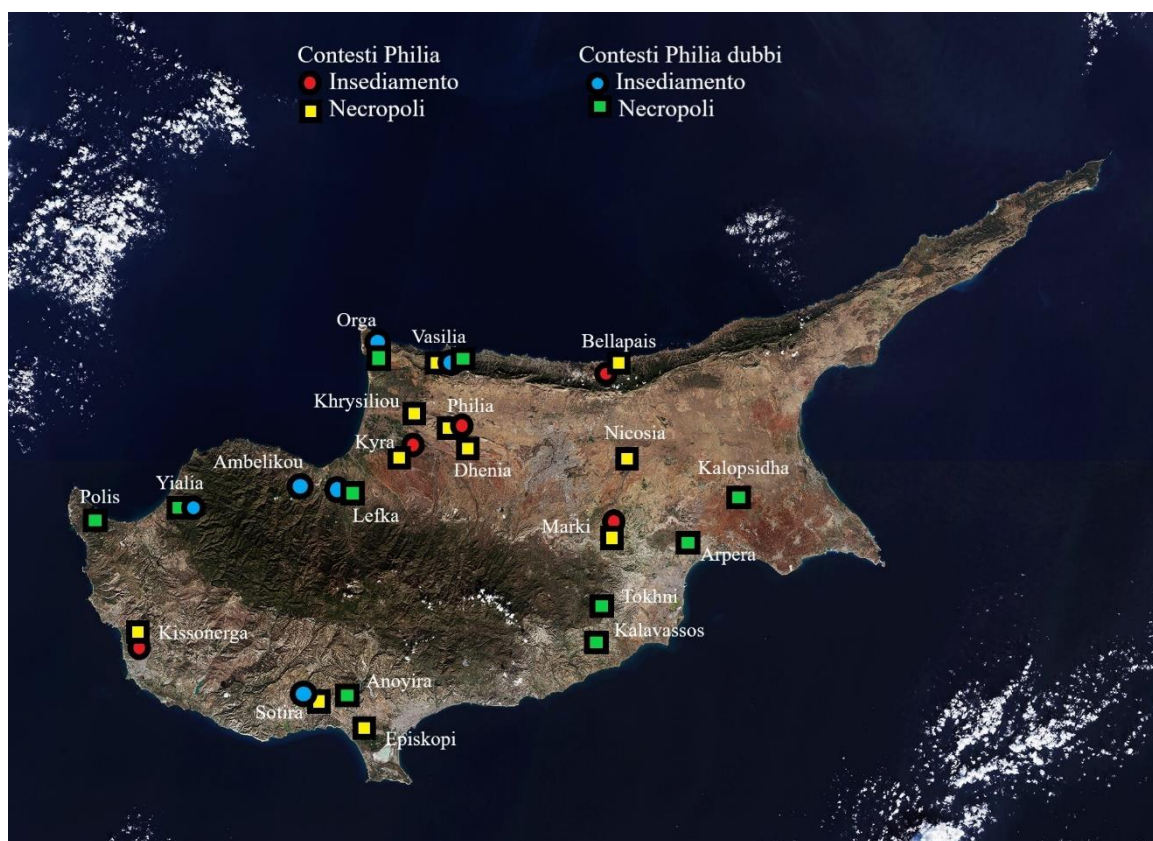 Contesti Philia
Insediamento
Necropoli
Contesti Philia dubbi
Insediamento
Necropoli
Orga
Vasilia
Bellapais
Khrysiliou
Philia
Kyra
Dhenia
Nicosia
Ambelikou
Kalopsidha
Yialia
Polis
Lefka
Marki
Arpera
Tokhni
Kissonerga
Kalavassos
Anoyira
Sotira
Episkopi